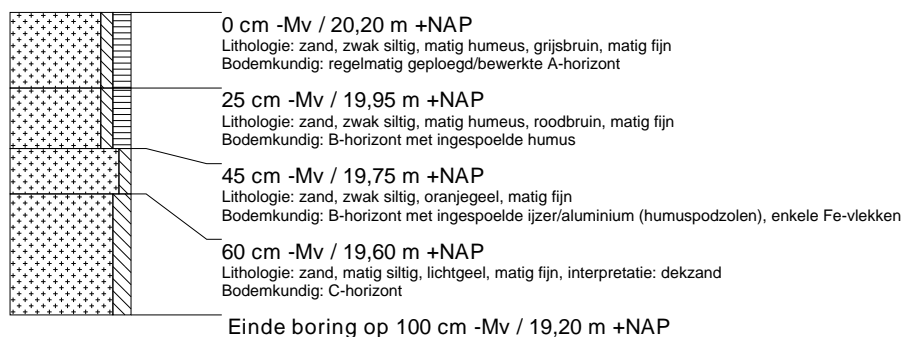 0 cm -Mv / 20,20 m +NAP
Lithologie: zand, zwak siltig, matig humeus, grijsbruin, matig fijn
Bodemkundig: regelmatig geploegd/bewerkte A-horizont
25 cm -Mv / 19,95 m +NAP
Lithologie: zand, zwak siltig, matig humeus, roodbruin, matig fijn
Bodemkundig: B-horizont met ingespoelde humus
45 cm -Mv / 19,75 m +NAP
Lithologie: zand, zwak siltig, oranjegeel, matig fijn
Bodemkundig: B-horizont met ingespoelde ijzer/aluminium (humuspodzolen), enkele Fe-vlekken
60 cm -Mv / 19,60 m +NAP
Lithologie: zand, matig siltig, lichtgeel, matig fijn, interpretatie: dekzand
Bodemkundig: C-horizont
Einde boring op 100 cm -Mv / 19,20 m +NAP